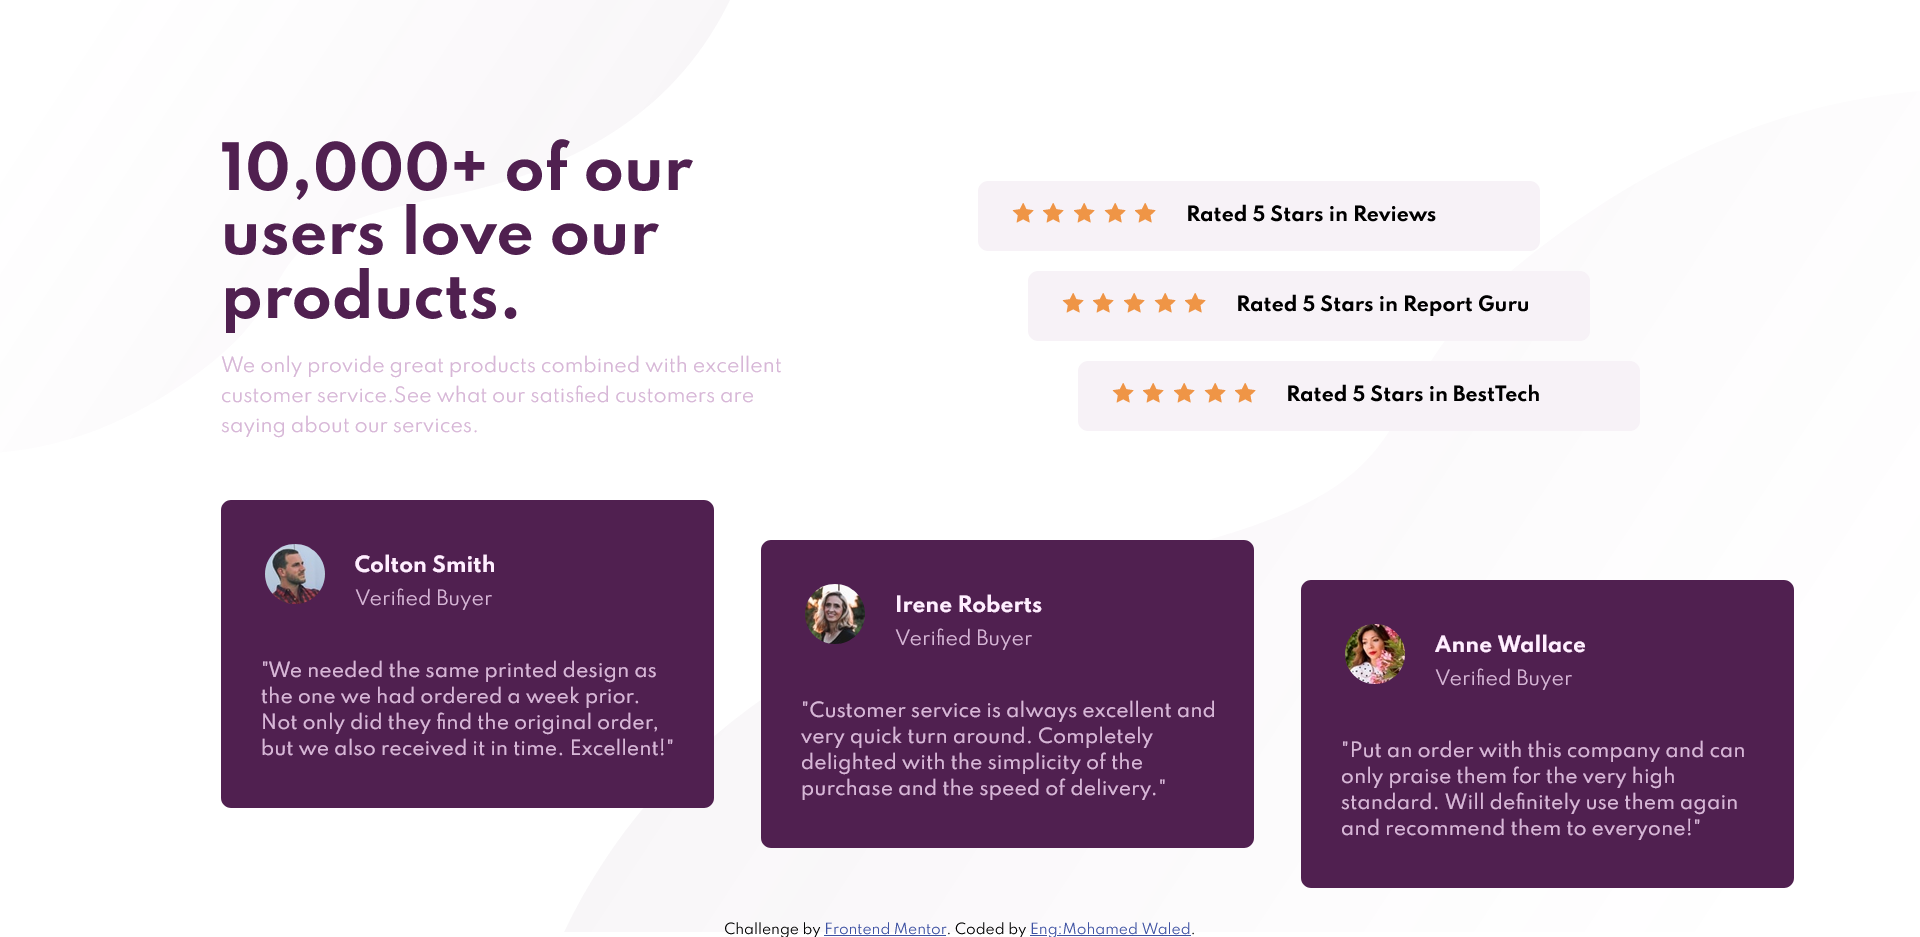 10,000+ of our
users love our
products.
We only provide great products combined with excellent
customer service.See what our satisfied customers are
saying about our services.
Rated 5 Stars in Reviews
Rated 5 Stars in Report Guru
Rated 5 Stars in BestTech
Colton Smith
Verified Buyer
"We needed the same printed design as
the one we had ordered a week prior.
Not only did they find the original order,
but we also received it in time. Excellent!"
Irene Roberts
Verified Buyer
"Customer service is always excellent and
very quick turn around. Completely
delighted with the simplicity of the
purchase and the speed of delivery."
Anne Wallace
Verified Buyer
"Put an order with this company and can
only praise them for the very high
standard. Will definitely use them again
and recommend them to everyone!"
Challenge by Frontend Mentor. Coded by Eng:Mohamed Waled.